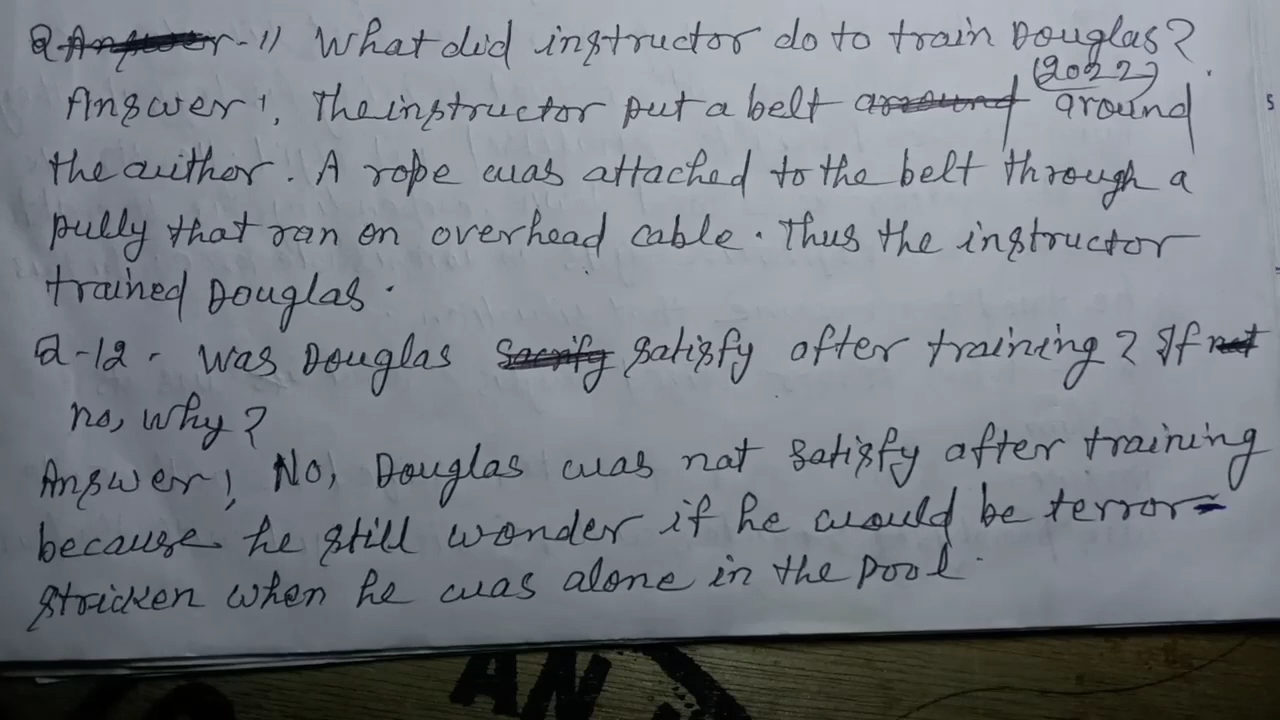 Q-11 What did instructor do to train Douglas?
(2022)
Answer: The instructor put a belt around
the author. A rope was attached to the belt through a
pully that ran on overhead cable. Thus the instructor
trained Douglas.
Q-12. Was Douglas satisfy after training? If
no, why?
Answer: No, Douglas was nat satisfy after training
because he still wonder if he would be terror-
stricken when he was alone in the pool.
AN